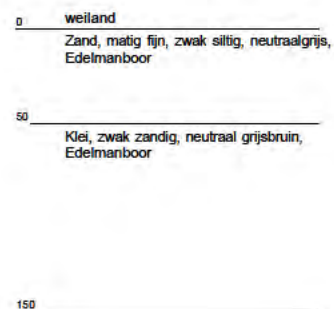 0 weiland
Zand, matig fijn, zwak siltig, neutraalgrijs,
Edelmanboor
50
Klei, zwak zandig, neutraal grijsbruin,
Edelmanboor
150